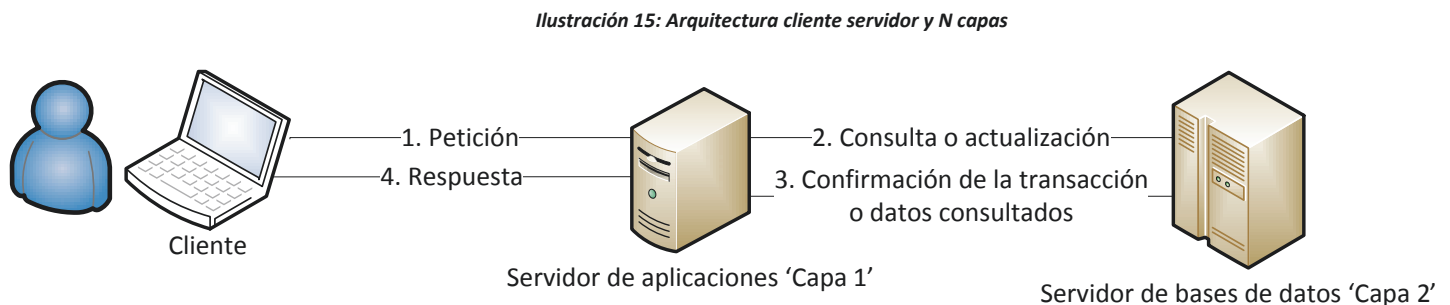 Ilustración 15: Arquitectura cliente servidor y N capas
1. Petición
4. Respuesta
2. Consulta o actualización
3. Confirmación de la transacción
o datos consultados
Cliente
Servidor de aplicaciones ‘Capa 1’
Servidor de bases de datos ‘Capa 2’